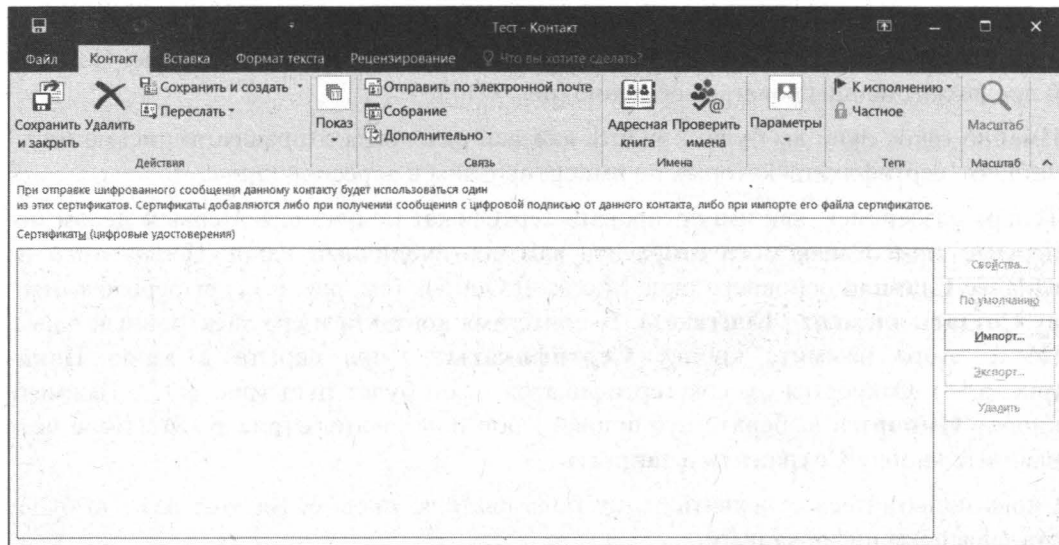 Тест - Контакт
Файл Контакт Вставка Формат текста Рецензирование Что вы хотите сделать?
Сохранить и закрыть
Удалить
Сохранить и создать
Переслать
Действия
Показ
Отправить по электронной почте
Собрание
Дополнительно
Связь
Адресная книга
Проверить имена
Имена
Параметры
К исполнению
Частное
Теги
Масштаб
Масштаб
При отправке шифрованного сообщения данному контакту будет использоваться один
из этих сертификатов. Сертификаты добавляются либо при получении сообщения с цифровой подписью от данного контакта, либо при импорте его файла сертификатов.
Сертификаты (цифровые удостоверения)
Свойства...
По умолчанию
Импорт...
Экспорт...
Удалить